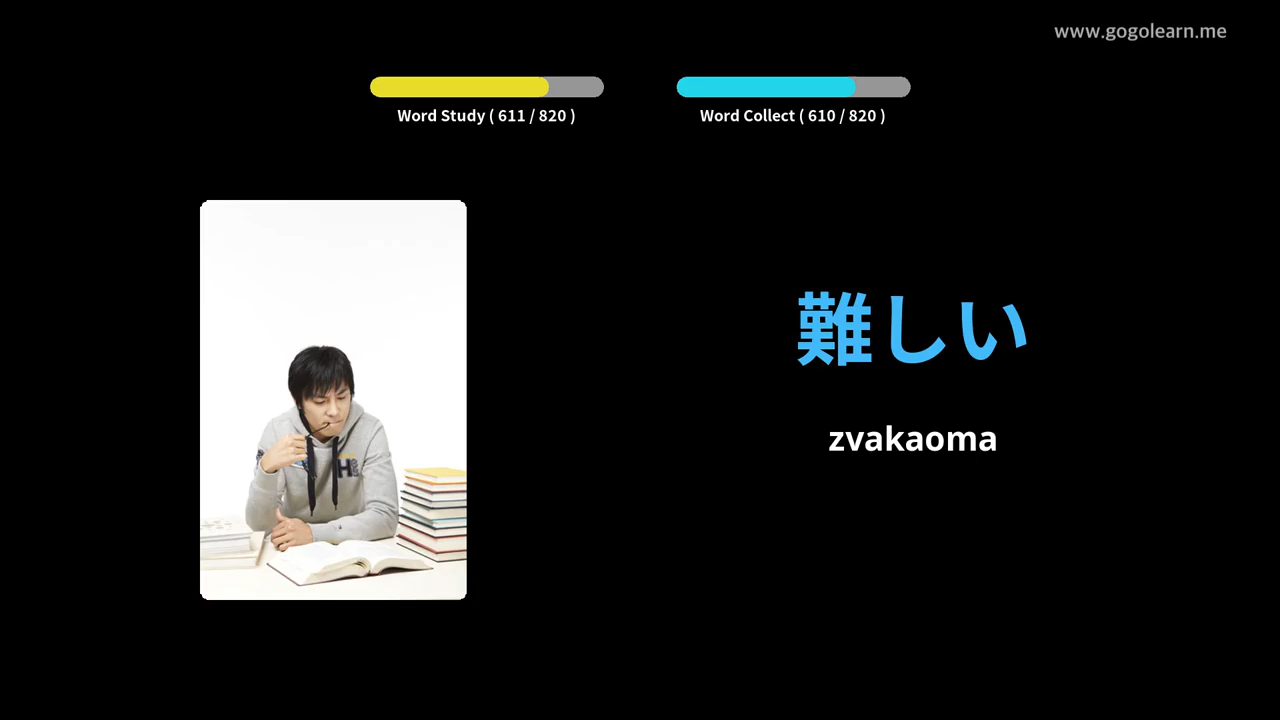 www.gogolearn.me
Word Study ( 611 / 820 )
Word Collect ( 610 / 820 )
難しい
zvakaoma
H